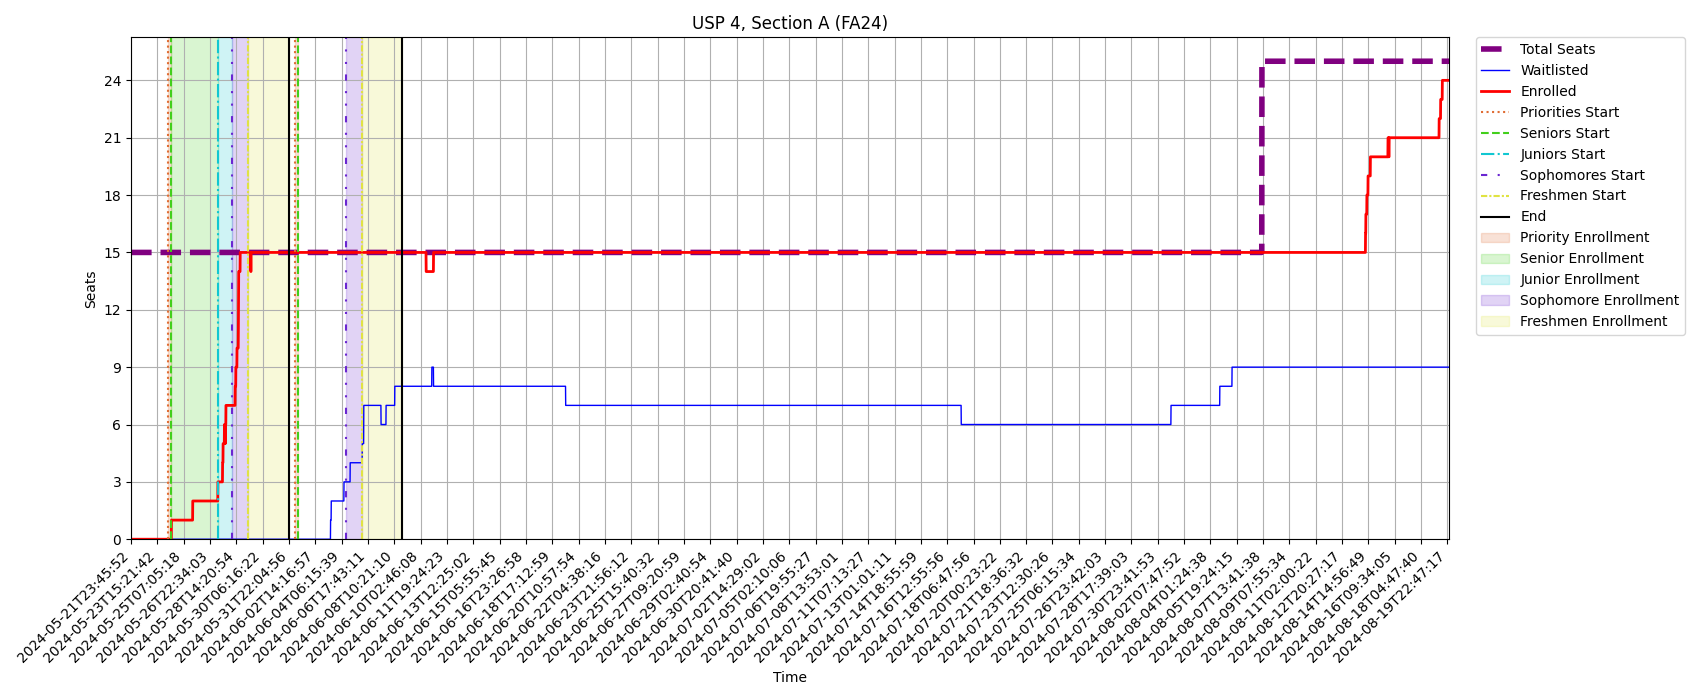 USP 4, Section A (FA24)
Seats
24
21
18
15
12
9
6
3
0
2024-05-21T23:45:52
2024-05-23T15:21:42
2024-05-25T07:05:18
2024-05-26T22:34:03
2024-05-28T14:20:54
2024-05-30T06:16:22
2024-05-31T22:04:56
2024-06-02T14:16:57
2024-06-04T06:15:39
2024-06-06T17:43:11
2024-06-08T10:21:10
2024-06-10T02:46:08
2024-06-11T19:24:23
2024-06-13T13:25:02
2024-06-15T05:55:45
2024-06-16T23:26:58
2024-06-18T17:12:59
2024-06-20T10:57:54
2024-06-22T04:38:16
2024-06-23T21:56:12
2024-06-25T15:40:32
2024-06-27T09:20:59
2024-06-29T02:40:54
2024-06-30T20:41:40
2024-07-02T14:29:02
2024-07-05T02:10:06
2024-07-06T19:55:27
2024-07-08T13:53:01
2024-07-11T07:13:27
2024-07-13T01:01:11
2024-07-14T18:55:59
2024-07-16T12:55:56
2024-07-18T06:47:56
2024-07-20T00:23:22
2024-07-21T18:36:32
2024-07-23T12:30:26
2024-07-25T06:15:34
2024-07-26T23:42:03
2024-07-28T17:39:03
2024-07-30T23:41:53
2024-08-02T07:47:52
2024-08-04T01:24:38
2024-08-05T19:24:15
2024-08-07T13:41:38
2024-08-09T07:55:34
2024-08-11T02:00:22
2024-08-12T20:27:17
2024-08-14T14:56:49
2024-08-16T09:34:05
2024-08-18T04:47:40
2024-08-19T22:47:17
Time
Total Seats
Waitlisted
Enrolled
Priorities Start
Seniors Start
Juniors Start
Sophomores Start
Freshmen Start
End
Priority Enrollment
Senior Enrollment
Junior Enrollment
Sophomore Enrollment
Freshmen Enrollment